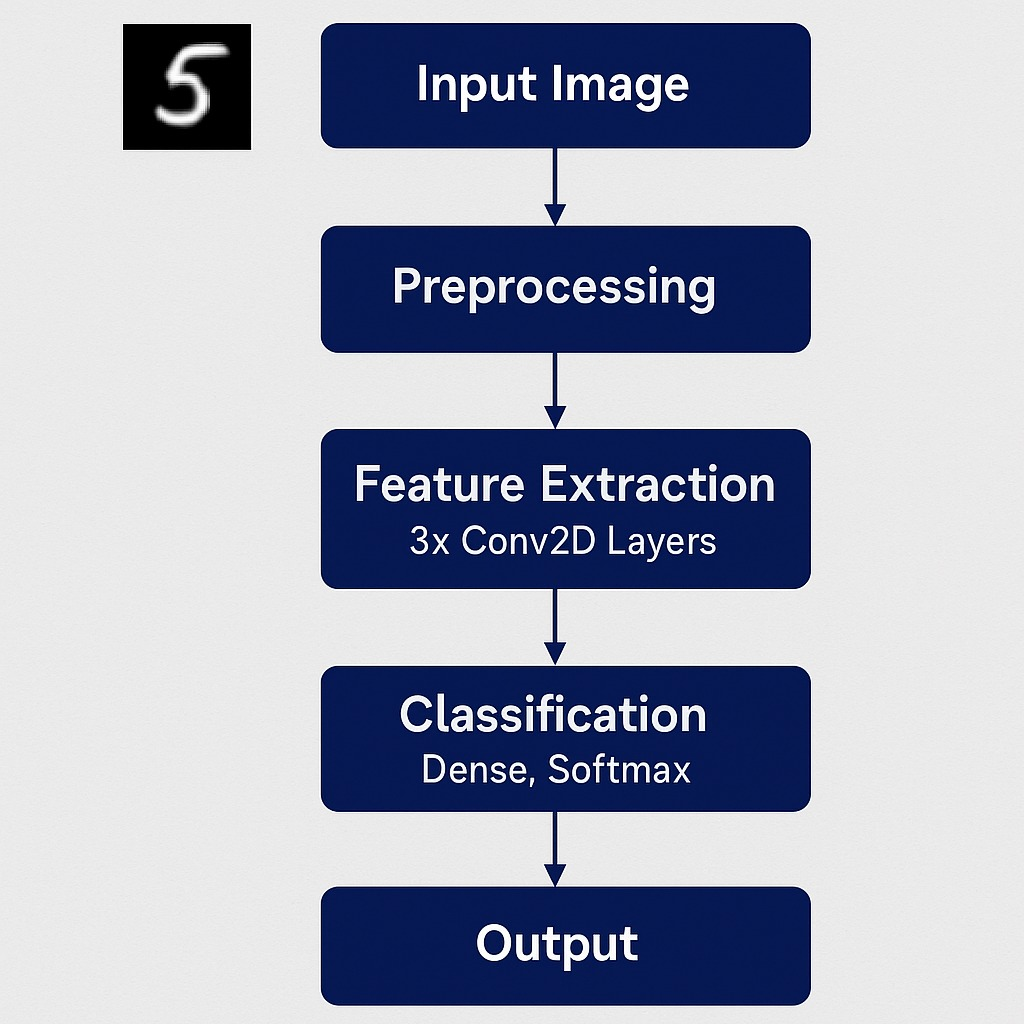 5
Input Image
Preprocessing
Feature Extraction
3x Conv2D Layers
Classification
Dense, Softmax
Output